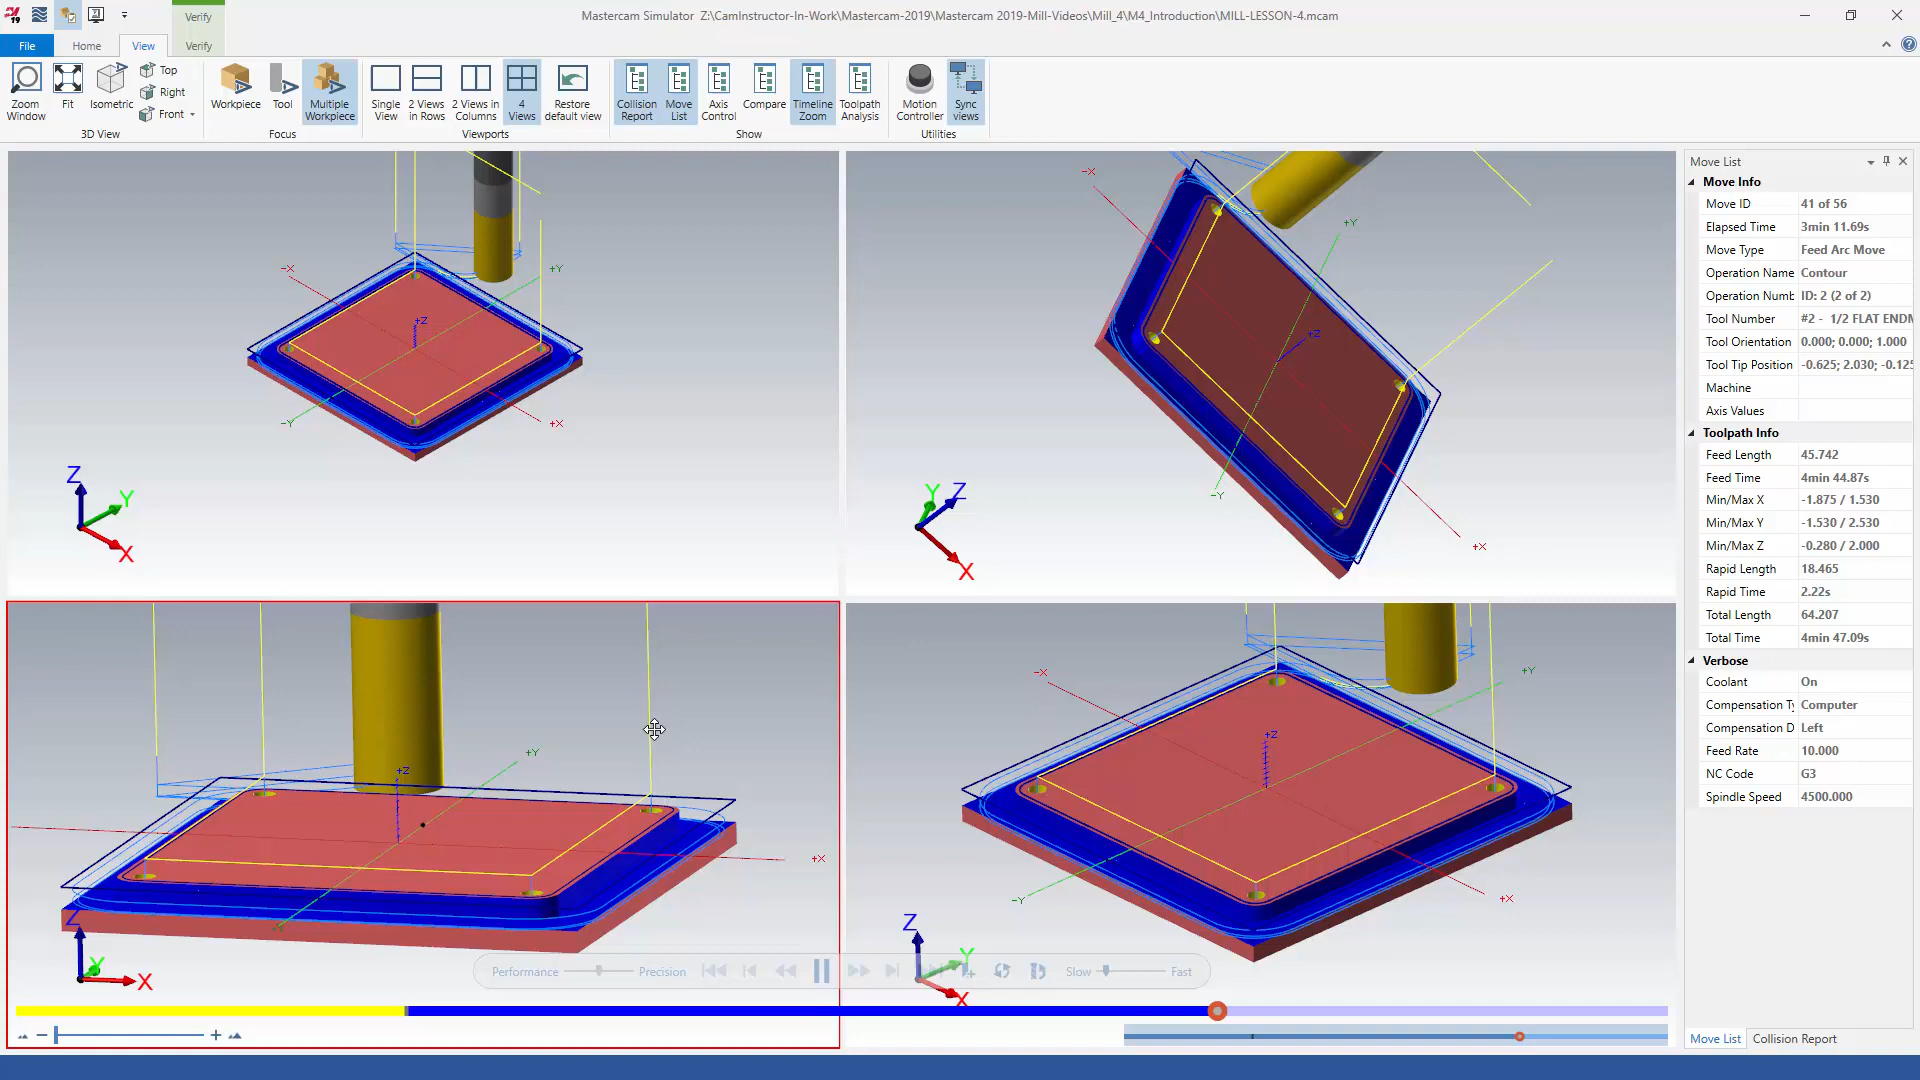 19
Verify
Mastercam Simulator Z:\CamInstructor-In-Work\Mastercam-2019\Mastercam 2019-Mill-Videos\Mill_4\M4_Introduction\MILL-LESSON-4.mcam
File Home View Verify
Zoom Window
Fit
Isometric
Top
Right
Front
3D View
Workpiece
Tool
Multiple Workpiece
Focus
Single View
2 Views in Rows
2 Views in Columns
4 Views
Restore default view
Viewports
Collision Report
Move List
Axis Control
Compare
Timeline Zoom
Toolpath Analysis
Show
Motion Controller
Sync views
Utilities
-X
+Y
+Z
-Y
+X
Z
Y
X
-X
+Y
+Z
-Y
+X
Y
Z
X
+Y
+Z
+X
Z
Y
X
-X
+Y
+Z
-Y
+X
Z
Y
X
Performance Precision
Slow Fast
Move List
Move Info
Move ID 41 of 56
Elapsed Time 3min 11.69s
Move Type Feed Arc Move
Operation Name Contour
Operation Numb ID: 2 (2 of 2)
Tool Number #2 - 1/2 FLAT ENDM
Tool Orientation 0.000; 0.000; 1.000
Tool Tip Position -0.625; 2.030; -0.125
Machine
Axis Values
Toolpath Info
Feed Length 45.742
Feed Time 4min 44.87s
Min/Max X -1.875 / 1.530
Min/Max Y -1.530 / 2.530
Min/Max Z -0.280 / 2.000
Rapid Length 18.465
Rapid Time 2.22s
Total Length 64.207
Total Time 4min 47.09s
Verbose
Coolant On
Compensation Ty Computer
Compensation D Left
Feed Rate 10.000
NC Code G3
Spindle Speed 4500.000
Move List Collision Report